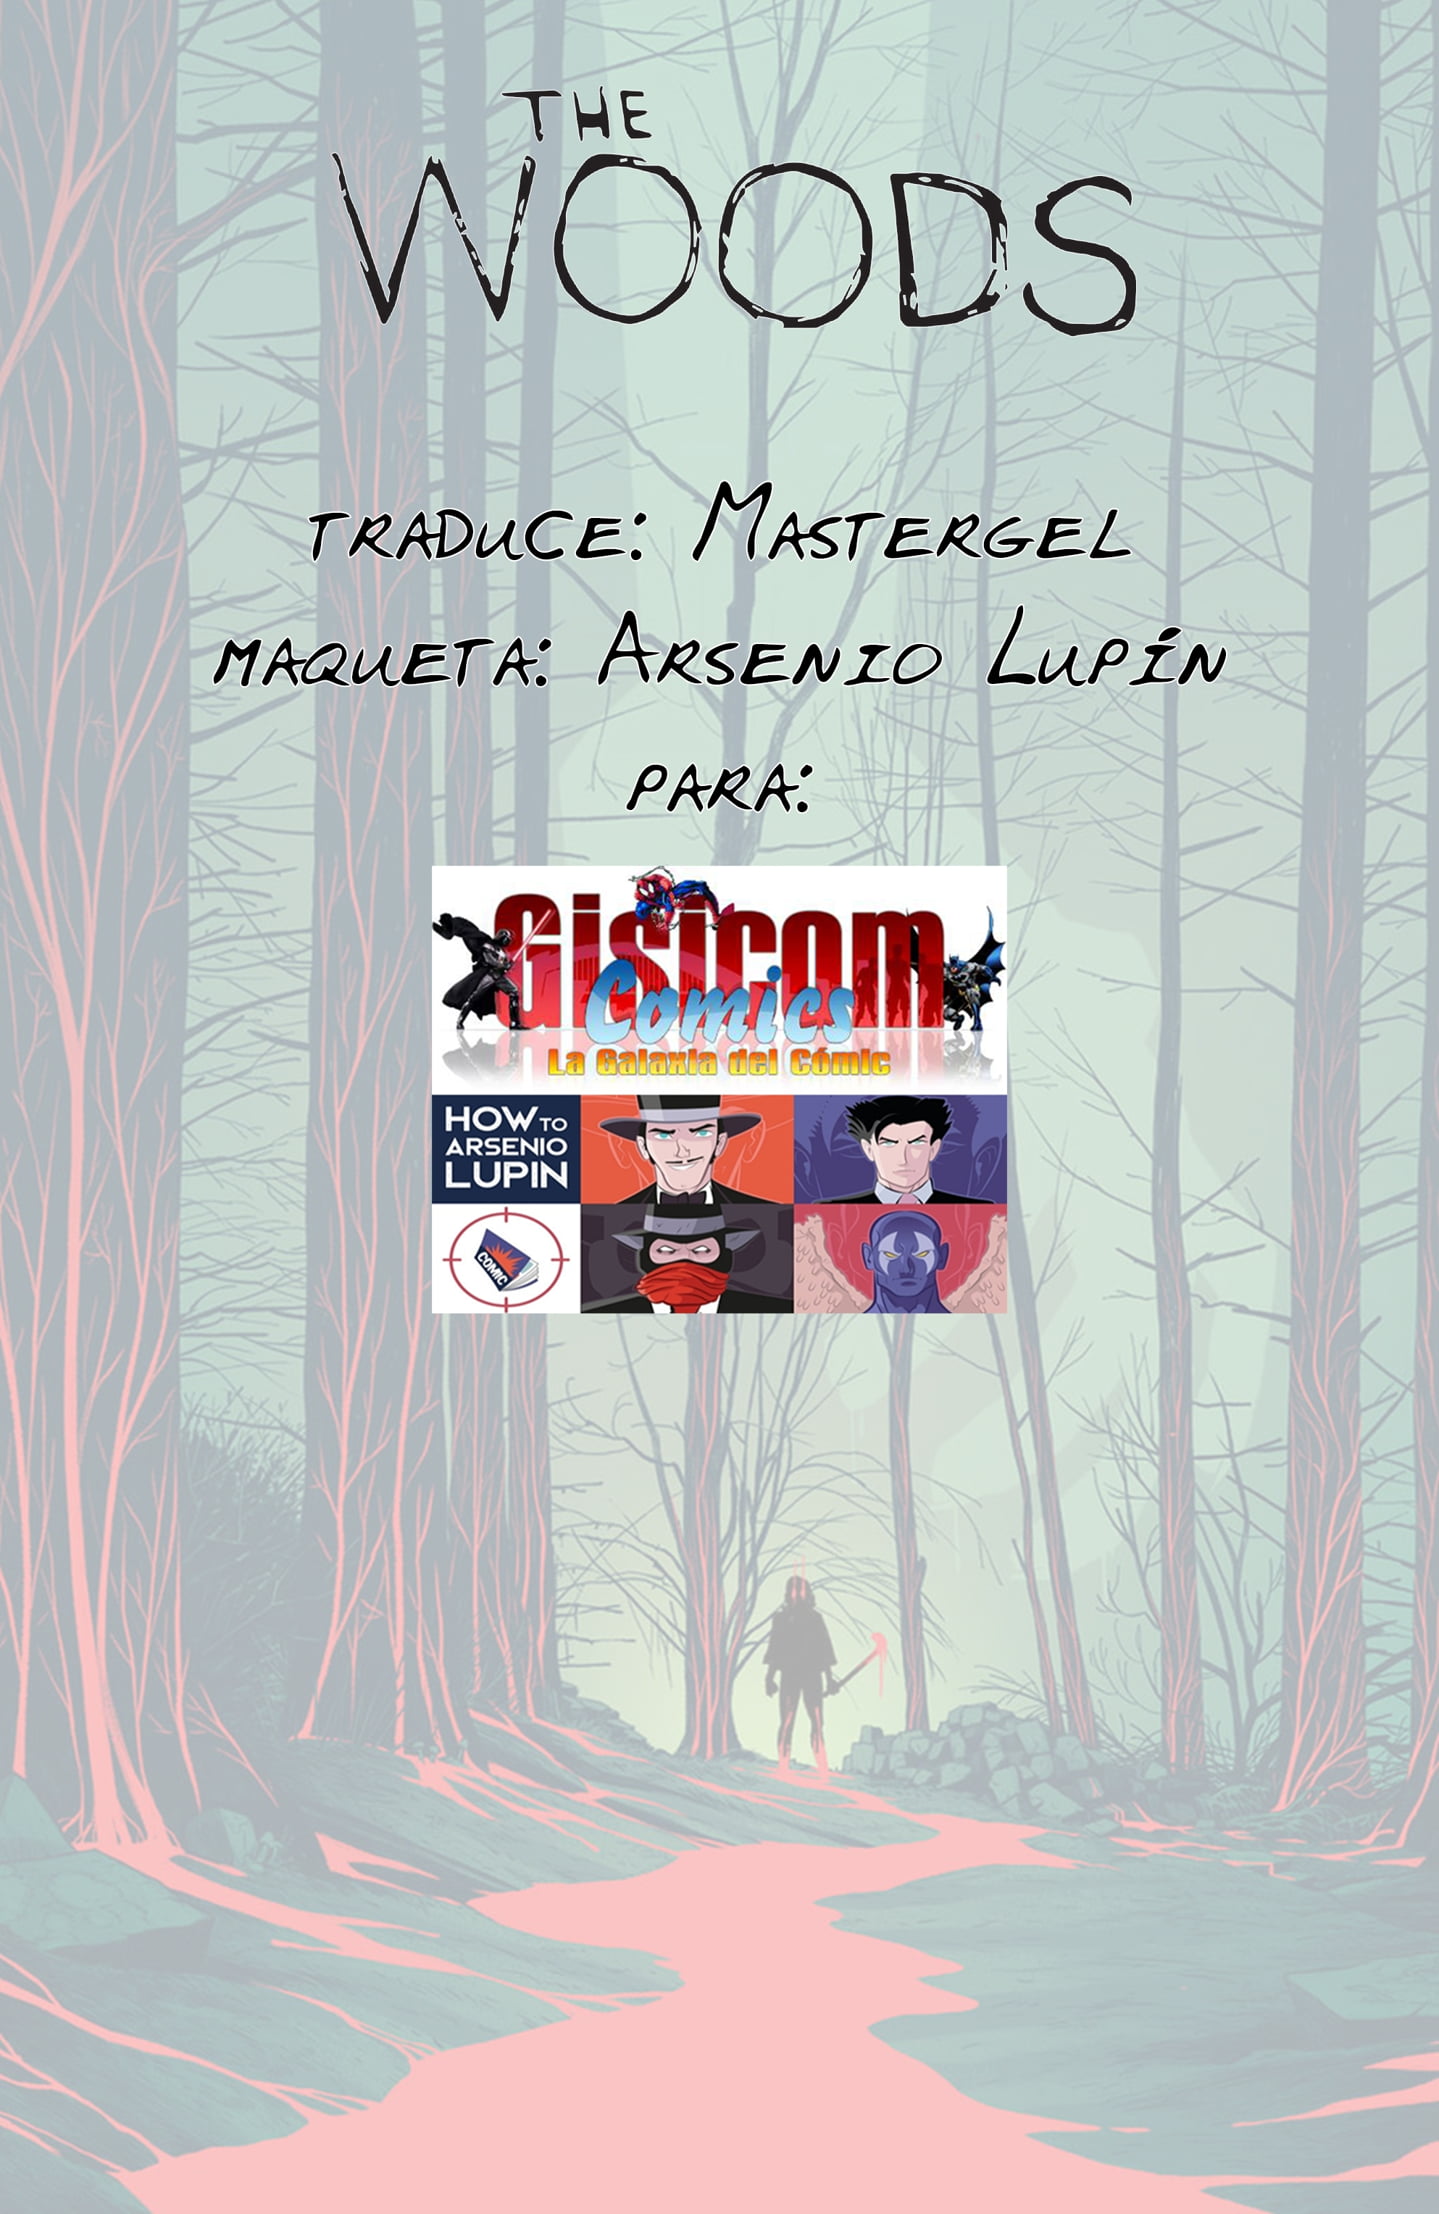 THE
WOODS
TRADUCE: MASTERGEL
MAQUETA: ARSENIO LUPÍN
PARA:
Gisicom
Comics
La Galaxia del Cómic
HOW TO
ARSENIO
LUPIN
COMIC